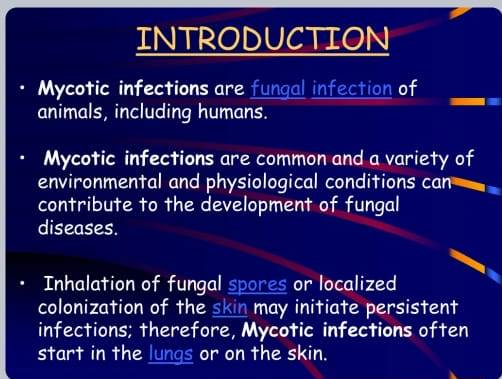 INTRODUCTION
• Mycotic infections are fungal infection of
animals, including humans.
• Mycotic infections are common and a variety of
environmental and physiological conditions can
contribute to the development of fungal
diseases.
• Inhalation of fungal spores or localized
colonization of the skin may initiate persistent
infections; therefore, Mycotic infections often
start in the lungs or on the skin.